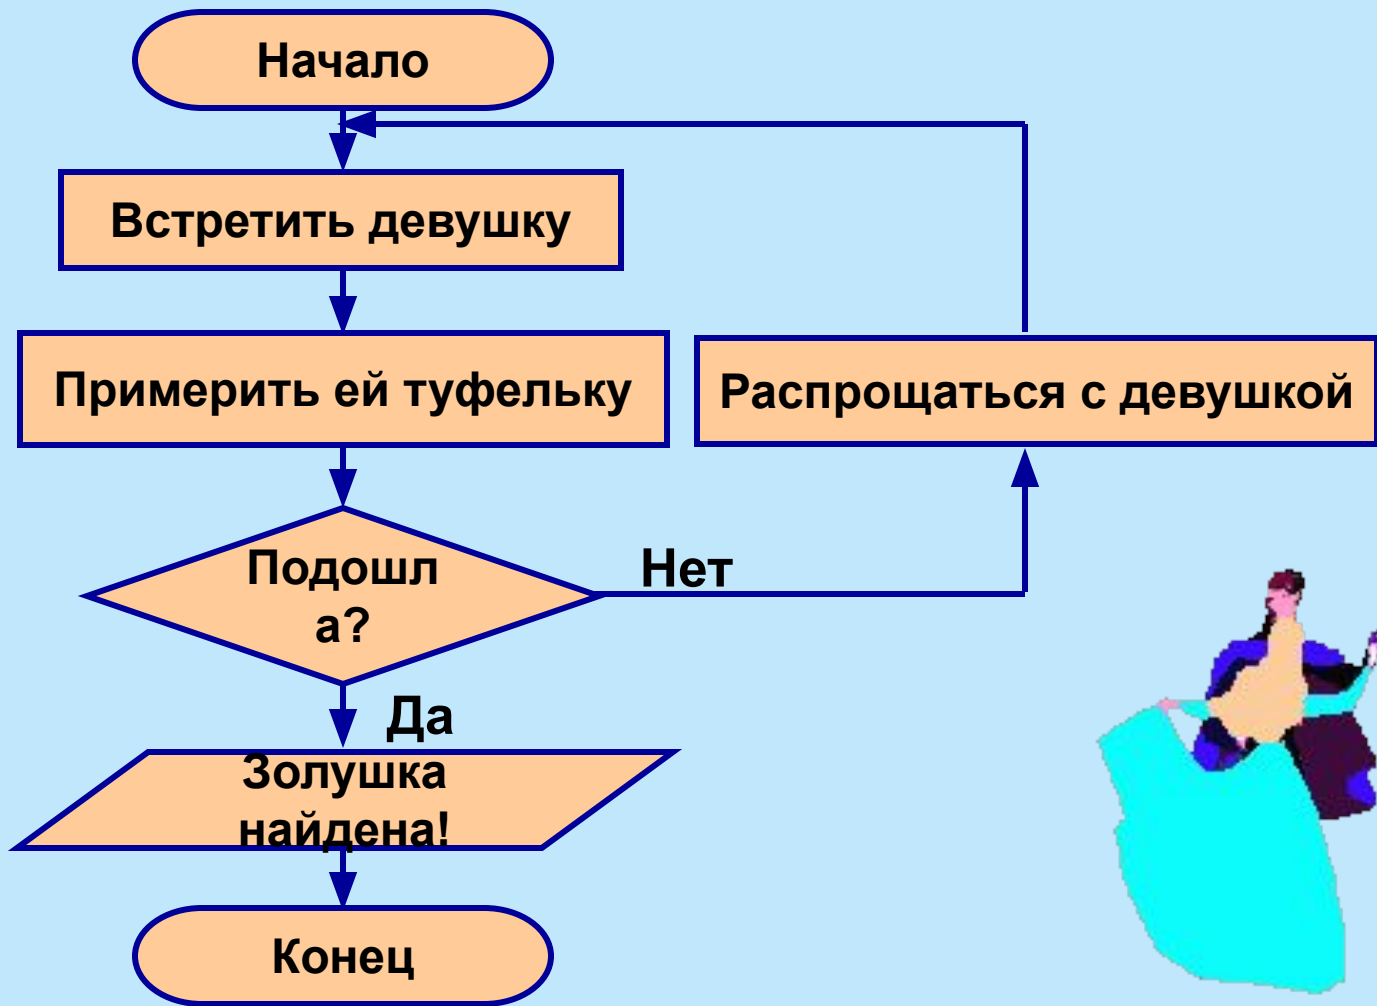 Начало
Встретить девушку
Примерить ей туфельку
Распрощаться с девушкой
Подошл
а?
Нет
Да
Золушка
найдена!
Конец